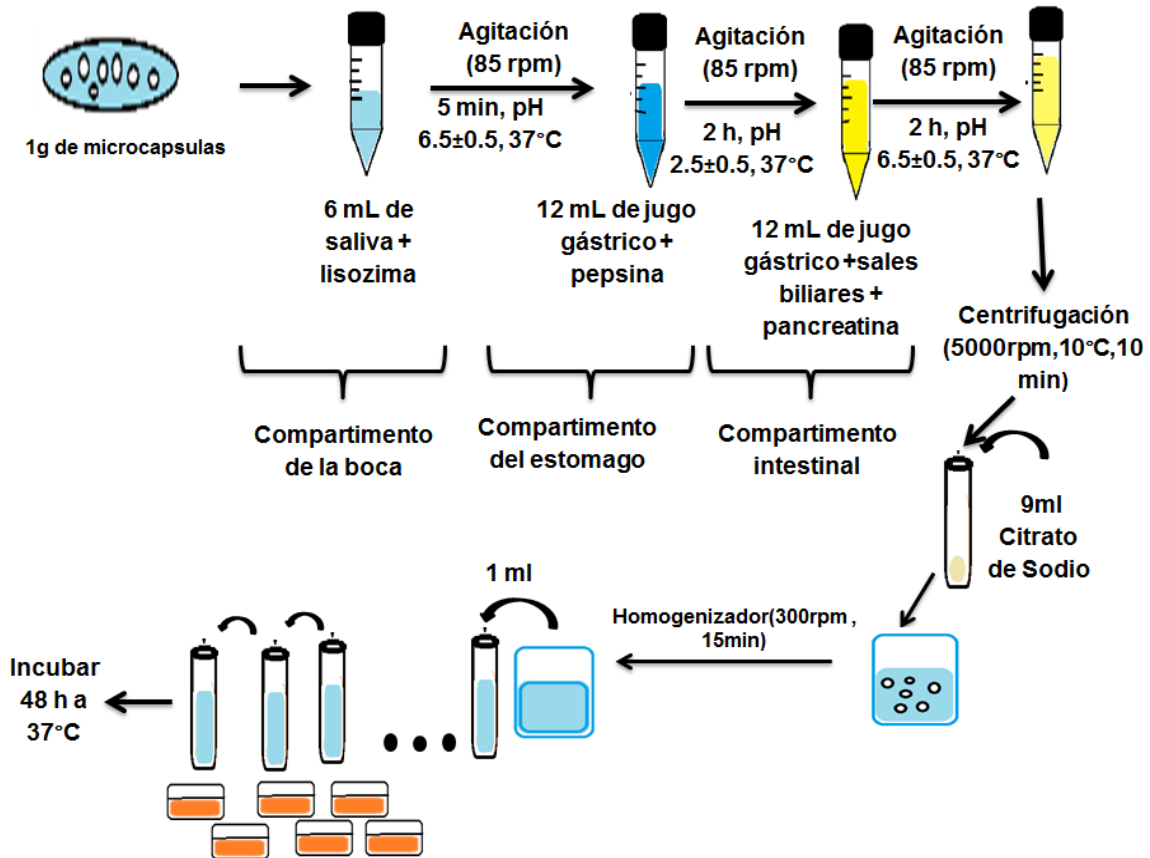 1g de microcapsulas
6 mL de
saliva +
lisozima
Agitación
(85 rpm)
5 min, pH
6.5±0.5, 37°C
12 mL de jugo
gástrico +
pepsina
Agitación
(85 rpm)
2 h, pH
2.5±0.5, 37°C
12 mL de jugo
gástrico +sales
biliares +
pancreatina
Agitación
(85 rpm)
2 h, pH
6.5±0.5, 37°C
Compartimento
de la boca
Compartimento
del estomago
Compartimento
intestinal
Centrifugación
(5000rpm,10°C,10
min)
9ml
Citrato
de Sodio
Homogenizador(300rpm ,
15min)
1 ml
Incubar
48 h a
37°C